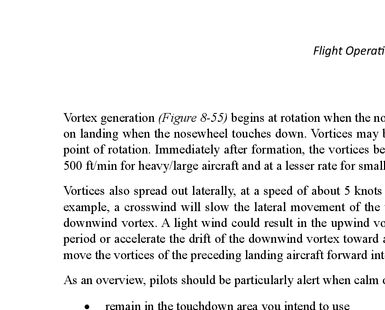 Flight Operati
Vortex generation (Figure 8-55) begins at rotation when the no
on landing when the nosewheel touches down. Vortices may b
point of rotation. Immediately after formation, the vortices be
500 ft/min for heavy/large aircraft and at a lesser rate for small
Vortices also spread out laterally, at a speed of about 5 knots
example, a crosswind will slow the lateral movement of the
downwind vortex. A light wind could result in the upwind vo
period or accelerate the drift of the downwind vortex toward a
move the vortices of the preceding landing aircraft forward int
As an overview, pilots should be particularly alert when calm c
• remain in the touchdown area you intend to use